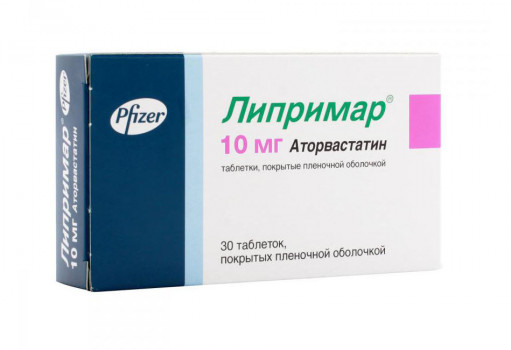 Pfizer
Липримар®
10 мг Аторвастатин
таблетки, покрытые пленочной оболочкой
30 таблеток,
покрытых пленочной оболочкой
Липримар®
10 мг Аторвастатин
Pfizer